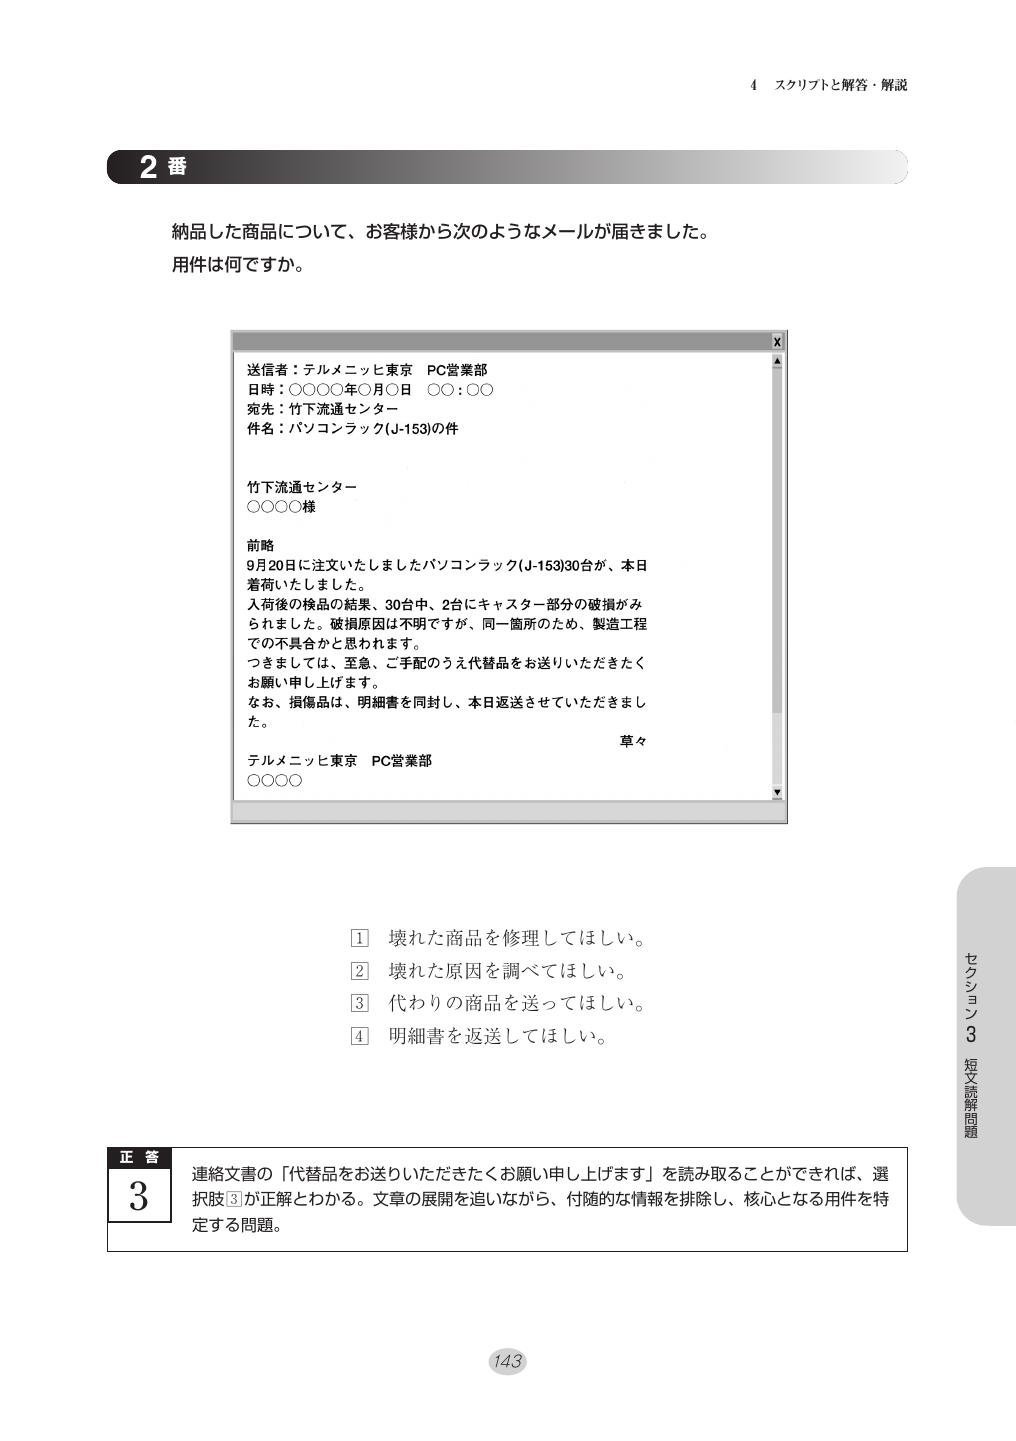 4　スクリプトと解答・解説
2 番
納品した商品について、お客様から次のようなメールが届きました。
用件は何ですか。
X
送信者：テルメニッヒ東京　PC営業部
日時：○○○○年○月○日　○○：○○
宛先：竹下流通センター
件名：パソコンラック(J-153)の件
竹下流通センター
○○○○様
前略
9月20日に注文いたしましたパソコンラック(J-153)30台が、本日
着荷いたしました。
入荷後の検品の結果、30台中、2台にキャスター部分の破損がみ
られました。破損原因は不明ですが、同一箇所のため、製造工程
での不具合かと思われます。
つきましては、至急、ご手配のうえ代替品をお送りいただきたく
お願い申し上げます。
なお、損傷品は、明細書を同封し、本日返送させていただきまし
た。
草々
テルメニッヒ東京　PC営業部
○○○○
1　壊れた商品を修理してほしい。
2　壊れた原因を調べてほしい。
3　代わりの商品を送ってほしい。
4　明細書を返送してほしい。
セクション 3　短文読解問題
正 答
3
連絡文書の「代替品をお送りいただきたくお願い申し上げます」を読み取ることができれば、選
択肢3が正解とわかる。文章の展開を追いながら、付随的な情報を排除し、核心となる用件を特
定する問題。
143